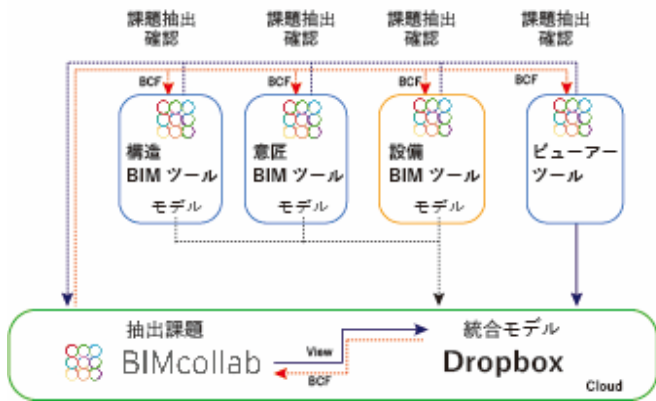 課題抽出
確認
課題抽出
確認
課題抽出
確認
課題抽出
確認
BCF
BCF
BCF
BCF
構造
BIM ツール
モデル
意匠
BIM ツール
モデル
設備
BIM ツール
モデル
ビューアー
ツール
抽出課題
BIMcollab
View
BCF
統合モデル
Dropbox
Cloud